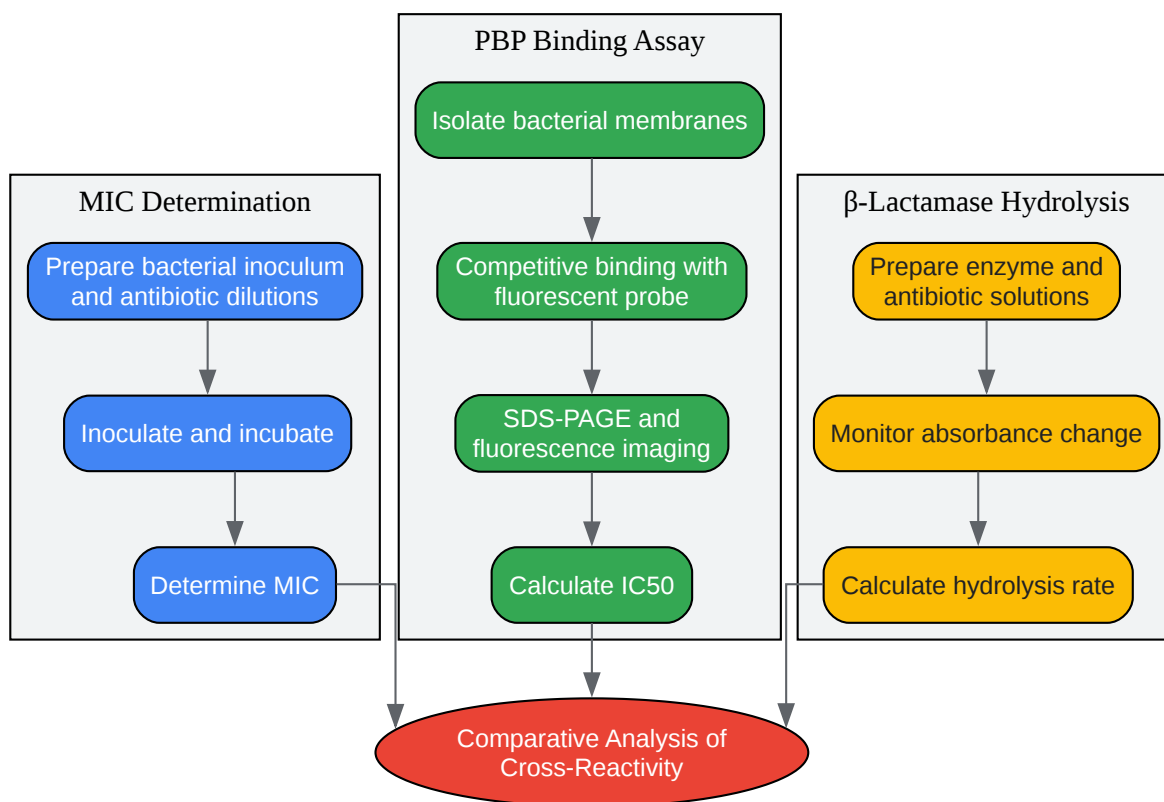 PBP Binding Assay
Isolate bacterial membranes
Competitive binding with
fluorescent probe
SDS-PAGE and
fluorescence imaging
Calculate IC50
MIC Determination
Prepare bacterial inoculum
and antibiotic dilutions
Inoculate and incubate
Determine MIC
β-Lactamase Hydrolysis
Prepare enzyme and
antibiotic solutions
Monitor absorbance change
Calculate hydrolysis rate
Comparative Analysis of
Cross-Reactivity